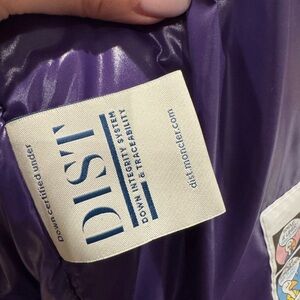 Down certified under
DIST
DOWN INTEGRITY SYSTEM
& TRACEABILITY
dist.moncler.com